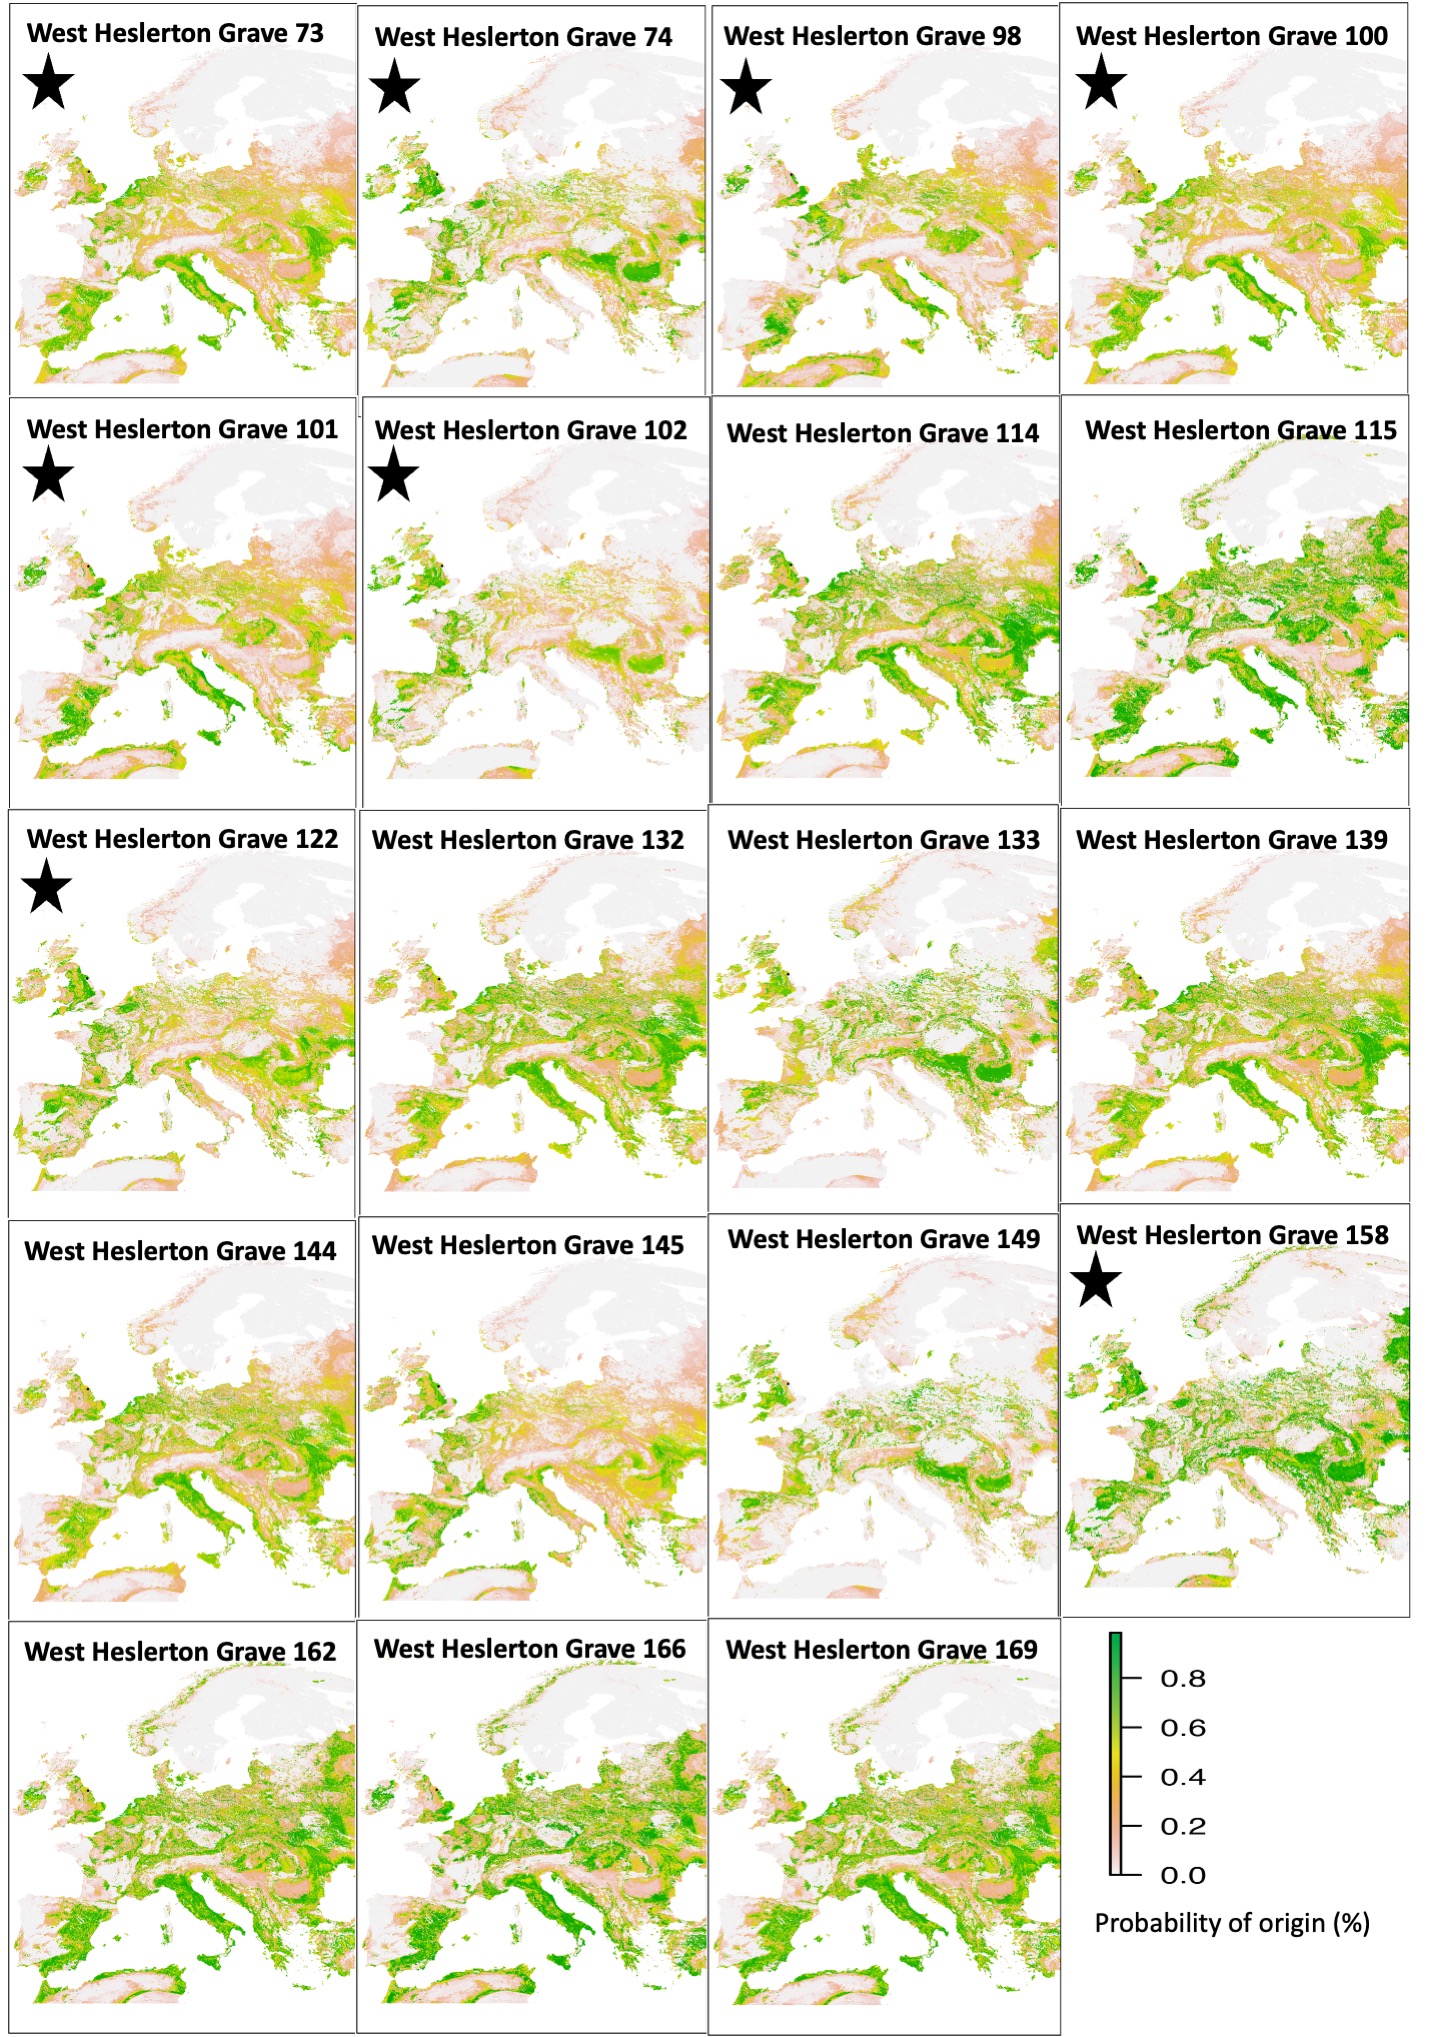 West Heslerton Grave 73
West Heslerton Grave 74
West Heslerton Grave 98
West Heslerton Grave 100
West Heslerton Grave 101
West Heslerton Grave 102
West Heslerton Grave 114
West Heslerton Grave 115
West Heslerton Grave 122
West Heslerton Grave 132
West Heslerton Grave 133
West Heslerton Grave 139
West Heslerton Grave 144
West Heslerton Grave 145
West Heslerton Grave 149
West Heslerton Grave 158
West Heslerton Grave 162
West Heslerton Grave 166
West Heslerton Grave 169
0.8
0.6
0.4
0.2
0.0
Probability of origin (%)